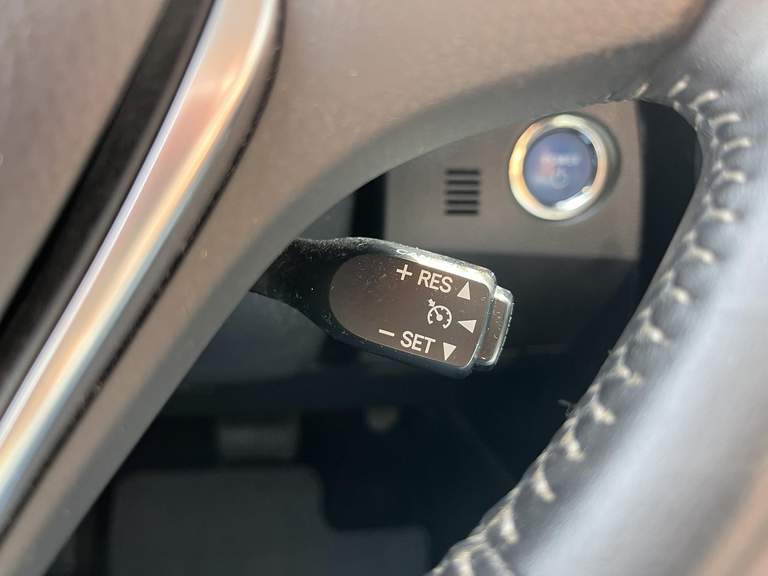 + RES
- SET